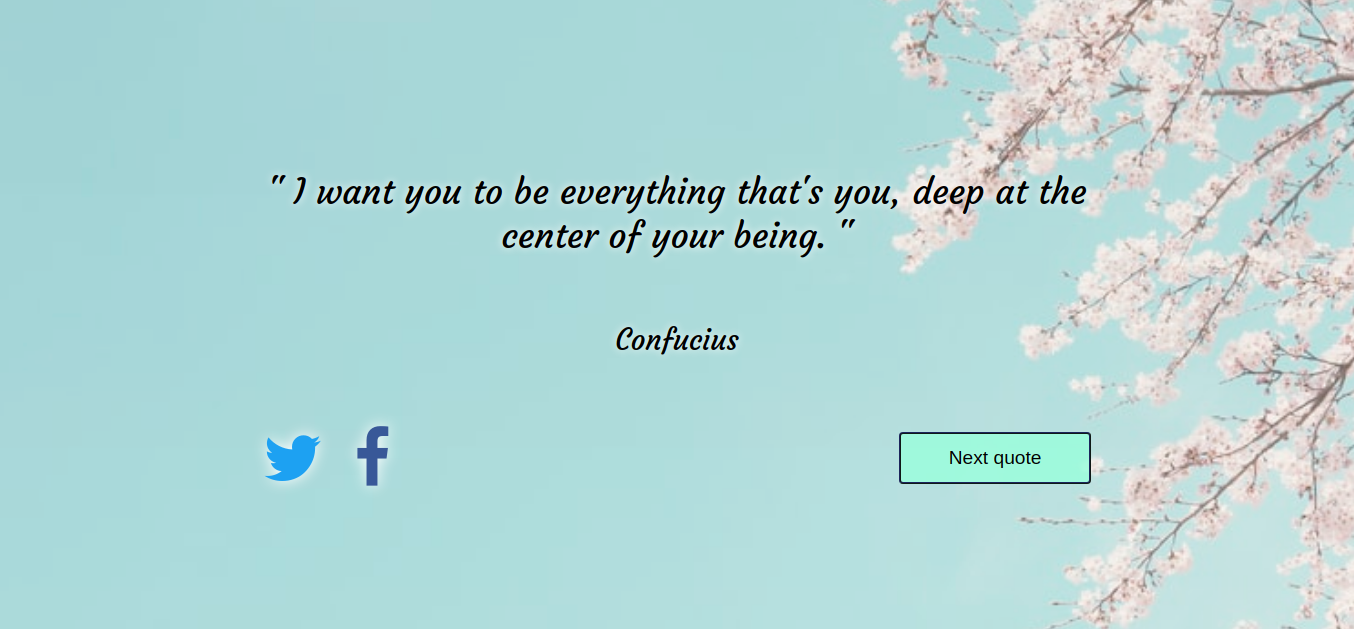 " I want you to be everything that's you, deep at the
center of your being. "
Confucius
Next quote